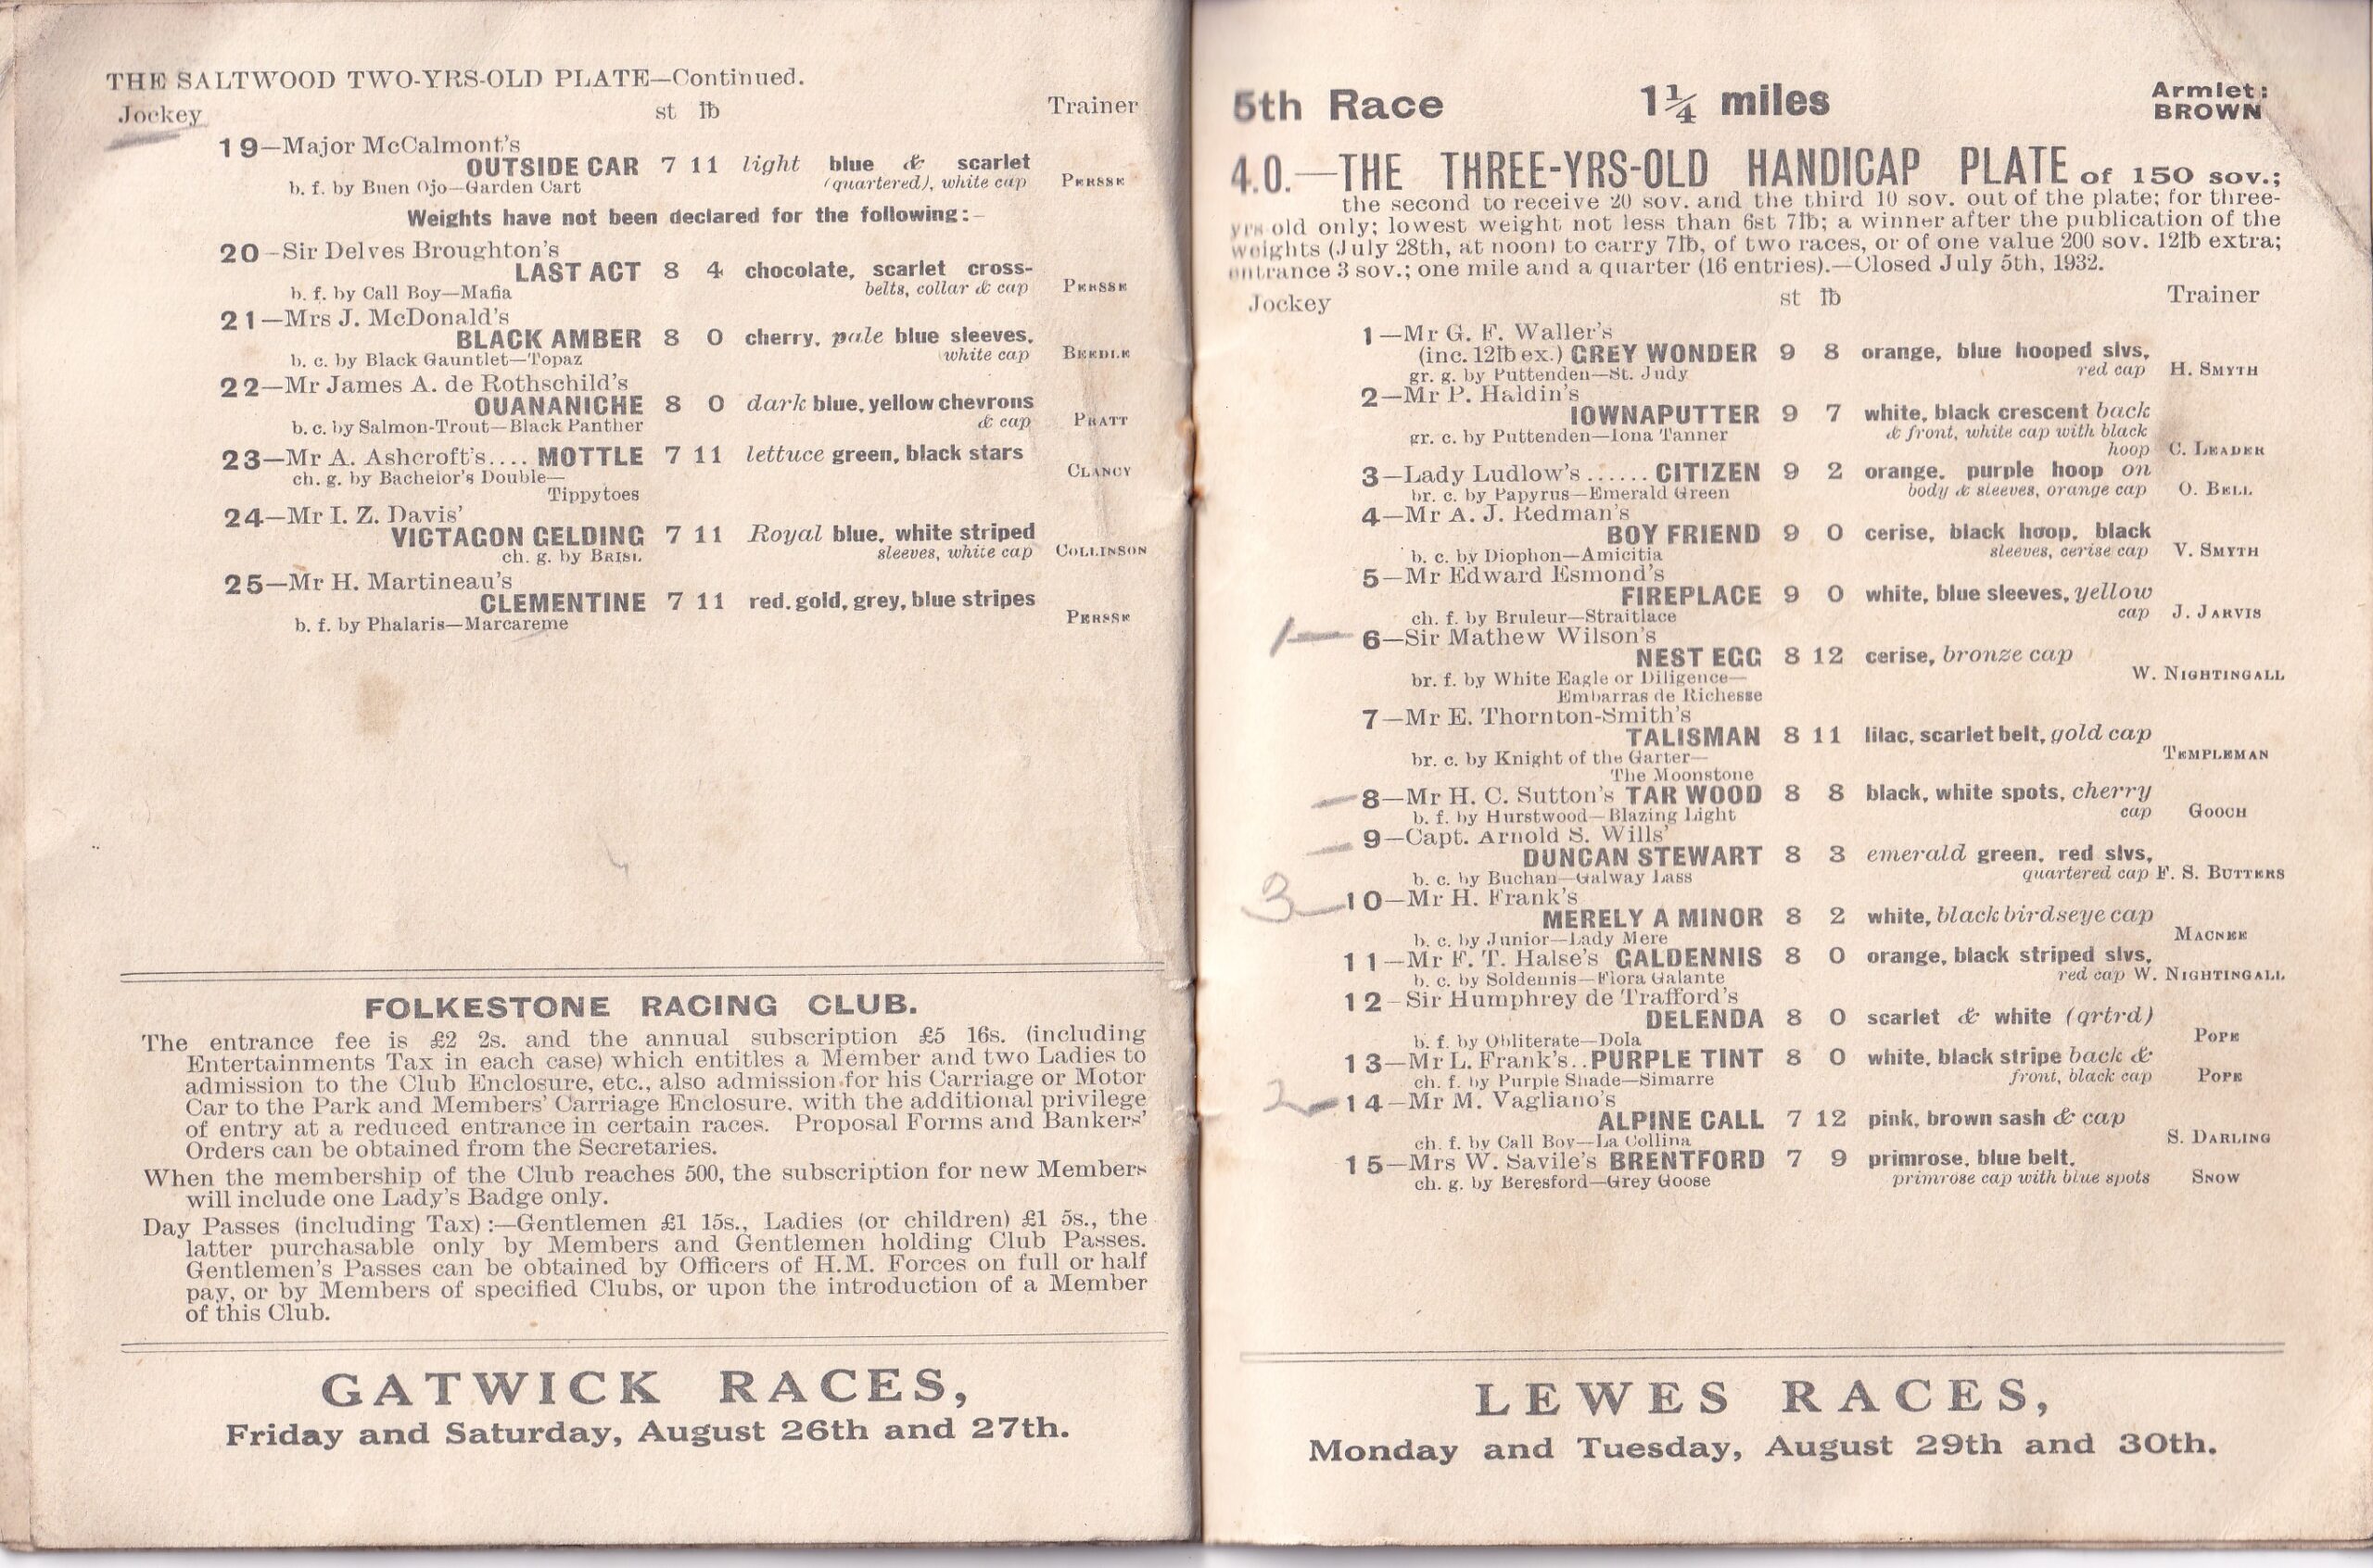 THE SALTWOOD TWO-YRS-OLD PLATE—Continued.
Jockey st lb Trainer
19—Major McCalmont's
OUTSIDE CAR 7 11 light blue & scarlet
b. f. by Buen Ojo—Garden Cart (quartered), white cap PERSSE
Weights have not been declared for the following:—
20—Sir Delves Broughton's
LAST ACT 8 4 chocolate, scarlet cross-
b. f. by Call Boy—Mafia belts, collar & cap PERSSE
21—Mrs J. McDonald's
BLACK AMBER 8 0 cherry, pale blue sleeves,
b. c. by Black Gauntlet—Topaz white cap BEEDLE
22—Mr James A. de Rothschild's
OUANANICHE 8 0 dark blue, yellow chevrons
b. c. by Salmon-Trout—Black Panther & cap PRATT
23—Mr A. Ashcroft's.... MOTTLE 7 11 lettuce green, black stars
ch. g. by Bachelor's Double— CLANCY
Tippytoes
24—Mr I. Z. Davis'
VICTAGON GELDING 7 11 Royal blue, white striped
ch. g. by BRISL sleeves, white cap COLLINSON
25—Mr H. Martineau's
CLEMENTINE 7 11 red, gold, grey, blue stripes
b. f. by Phalaris—Marcareme PERSSE
FOLKESTONE RACING CLUB.
The entrance fee is £2 2s. and the annual subscription £5 16s. (including
Entertainments Tax in each case) which entitles a Member and two Ladies to
admission to the Club Enclosure, etc., also admission for his Carriage or Motor
Car to the Park and Members' Carriage Enclosure, with the additional privilege
of entry at a reduced entrance in certain races. Proposal Forms and Bankers'
Orders can be obtained from the Secretaries.
When the membership of the Club reaches 500, the subscription for new Members
will include one Lady's Badge only.
Day Passes (including Tax):—Gentlemen £1 15s., Ladies (or children) £1 5s., the
latter purchasable only by Members and Gentlemen holding Club Passes.
Gentlemen's Passes can be obtained by Officers of H.M. Forces on full or half
pay, or by Members of specified Clubs, or upon the introduction of a Member
of this Club.
GATWICK RACES,
Friday and Saturday, August 26th and 27th.
5th Race 1¼ miles Armlet:
BROWN
4.0.—THE THREE-YRS-OLD HANDICAP PLATE of 150 sov.;
the second to receive 20 sov. and the third 10 sov. out of the plate; for three-
yrs old only; lowest weight not less than 6st 7lb; a winner after the publication of the
weights (July 28th, at noon) to carry 7lb, of two races, or of one value 200 sov. 12lb extra;
entrance 3 sov.; one mile and a quarter (16 entries).—Closed July 5th, 1932.
Jockey st lb Trainer
1—Mr G. F. Waller's
(inc. 12lb ex.) GREY WONDER 9 8 orange, blue hooped slvs,
gr. g. by Puttenden—St. Judy red cap H. SMYTH
2—Mr P. Haldin's
IOWNAPUTTER 9 7 white, black crescent back
gr. c. by Puttenden—Iona Tanner & front, white cap with black
hoop C. LEADER
3—Lady Ludlow's...... CITIZEN 9 2 orange, purple hoop on
br. c. by Papyrus—Emerald Green body & sleeves, orange cap O. BELL
4—Mr A. J. Redman's
BOY FRIEND 9 0 cerise, black hoop, black
b. c. by Diophon—Amicitia sleeves, cerise cap V. SMYTH
5—Mr Edward Esmond's
FIREPLACE 9 0 white, blue sleeves, yellow
ch. f. by Bruleur—Straitlace cap J. JARVIS
1— 6—Sir Mathew Wilson's
NEST EGG 8 12 cerise, bronze cap
br. f. by White Eagle or Diligence— W. NIGHTINGALL
Embarras de Richesse
7—Mr E. Thornton-Smith's
TALISMAN 8 11 lilac, scarlet belt, gold cap
br. c. by Knight of the Garter— TEMPLEMAN
The Moonstone
8—Mr H. C. Sutton's TAR WOOD 8 8 black, white spots, cherry
b. f. by Hurstwood—Blazing Light cap GOOCH
9—Capt. Arnold S. Wills'
DUNCAN STEWART 8 3 emerald green, red slvs,
b. c. by Buchan—Galway Lass quartered cap F. S. BUTTERS
3 10—Mr H. Frank's
MERELY A MINOR 8 2 white, black birdseye cap
b. c. by Junior—Lady Mere MACNEE
11—Mr F. T. Halse's GALDENNIS 8 0 orange, black striped slvs,
b. c. by Soldennis—Flora Galante red cap W. NIGHTINGALL
12—Sir Humphrey de Trafford's
DELENDA 8 0 scarlet & white (qrtrd)
b. f. by Obliterate—Dola POPE
13—Mr L. Frank's..PURPLE TINT 8 0 white, black stripe back &
ch. f. by Purple Shade—Simarre front, black cap POPE
2 14—Mr M. Vagliano's
ALPINE CALL 7 12 pink, brown sash & cap
ch. f. by Call Boy—La Collina S. DARLING
15—Mrs W. Savile's BRENTFORD 7 9 primrose, blue belt,
ch. g. by Beresford—Grey Goose primrose cap with blue spots SNOW
LEWES RACES,
Monday and Tuesday, August 29th and 30th.